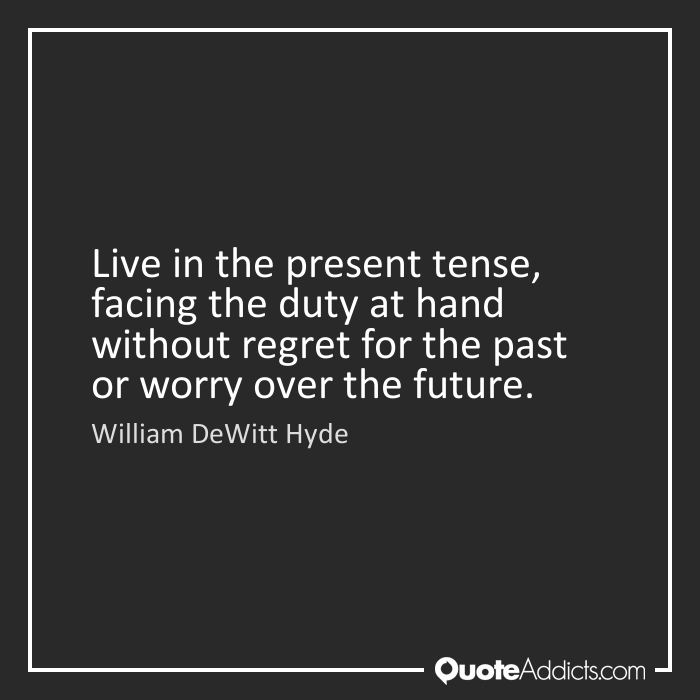 Live in the present tense,
facing the duty at hand
without regret for the past
or worry over the future.
William DeWitt Hyde
QuoteAddicts.com